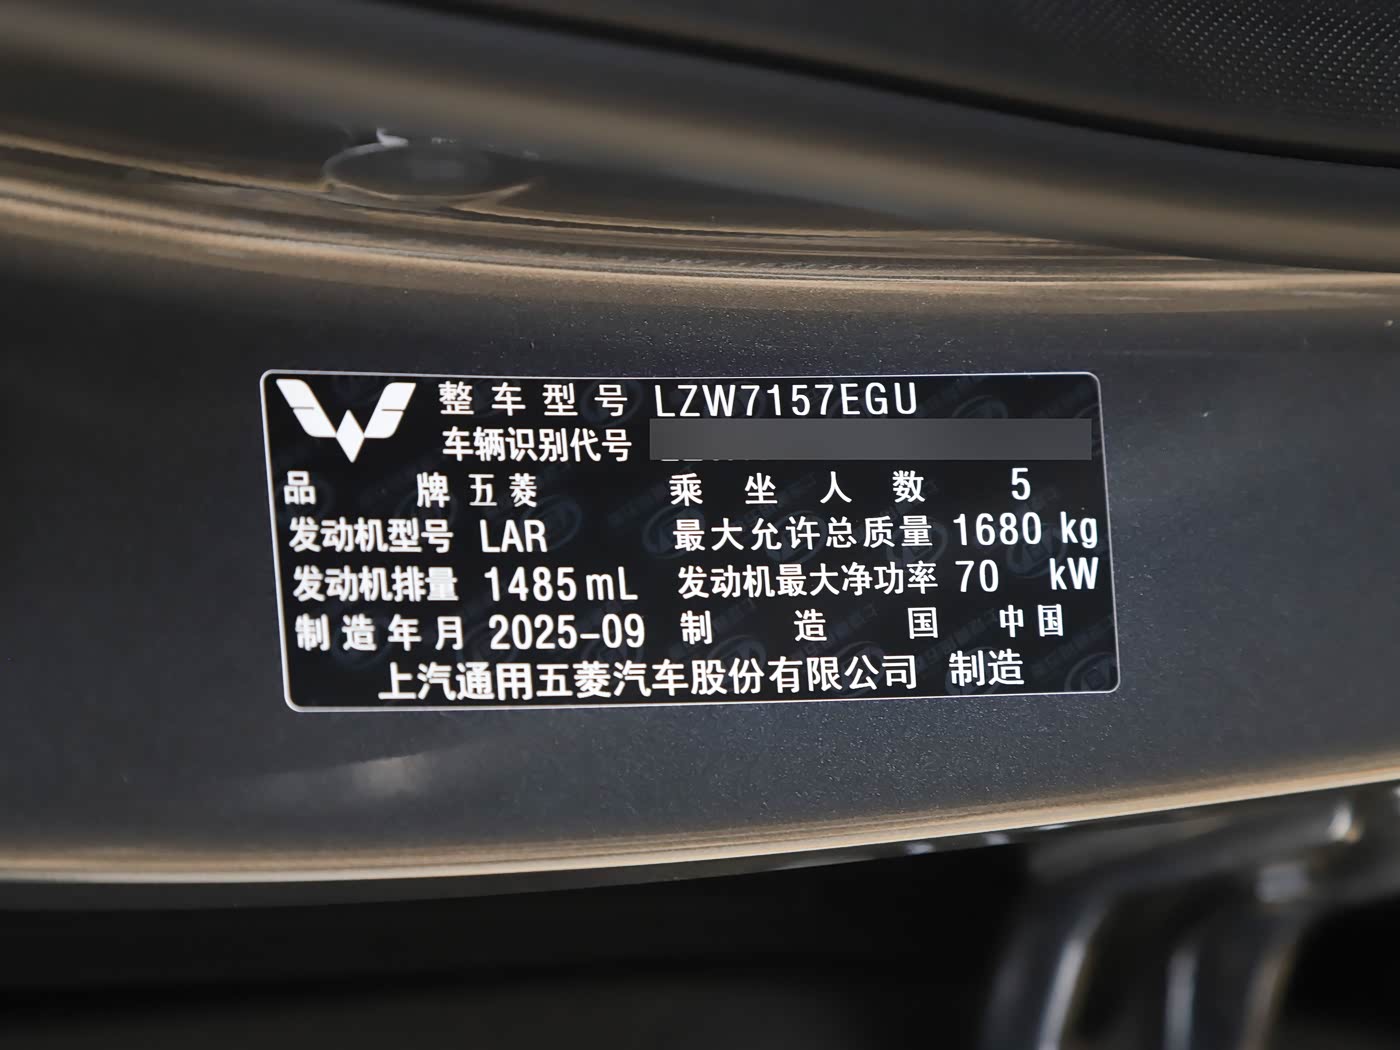 整车型号 LZW7157EGU
车辆识别代号
品牌 五菱 乘坐人数 5
发动机型号 LAR 最大允许总质量 1680 kg
发动机排量 1485mL 发动机最大净功率 70 kW
制造年月 2025-09 制造国 中国
上汽通用五菱汽车股份有限公司 制造